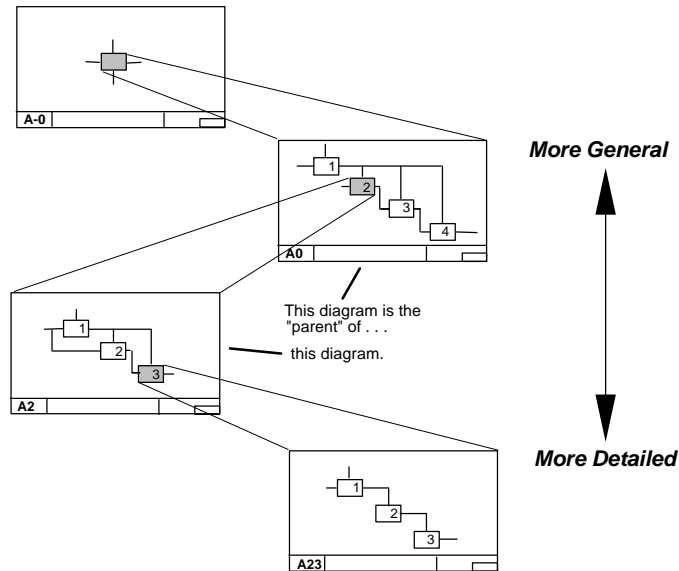 A-0
More General
1
2
3
4
A0
This diagram is the
"parent" of . . .
this diagram.
1
2
3
A2
More Detailed
1
2
3
A23